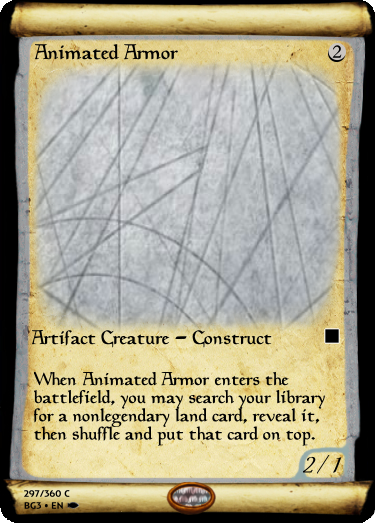 Animated Armor 2
Artifact Creature – Construct
When Animated Armor enters the
battlefield, you may search your library
for a nonlegendary land card, reveal it,
then shuffle and put that card on top.
2/1
297/360 C
BG3 • EN